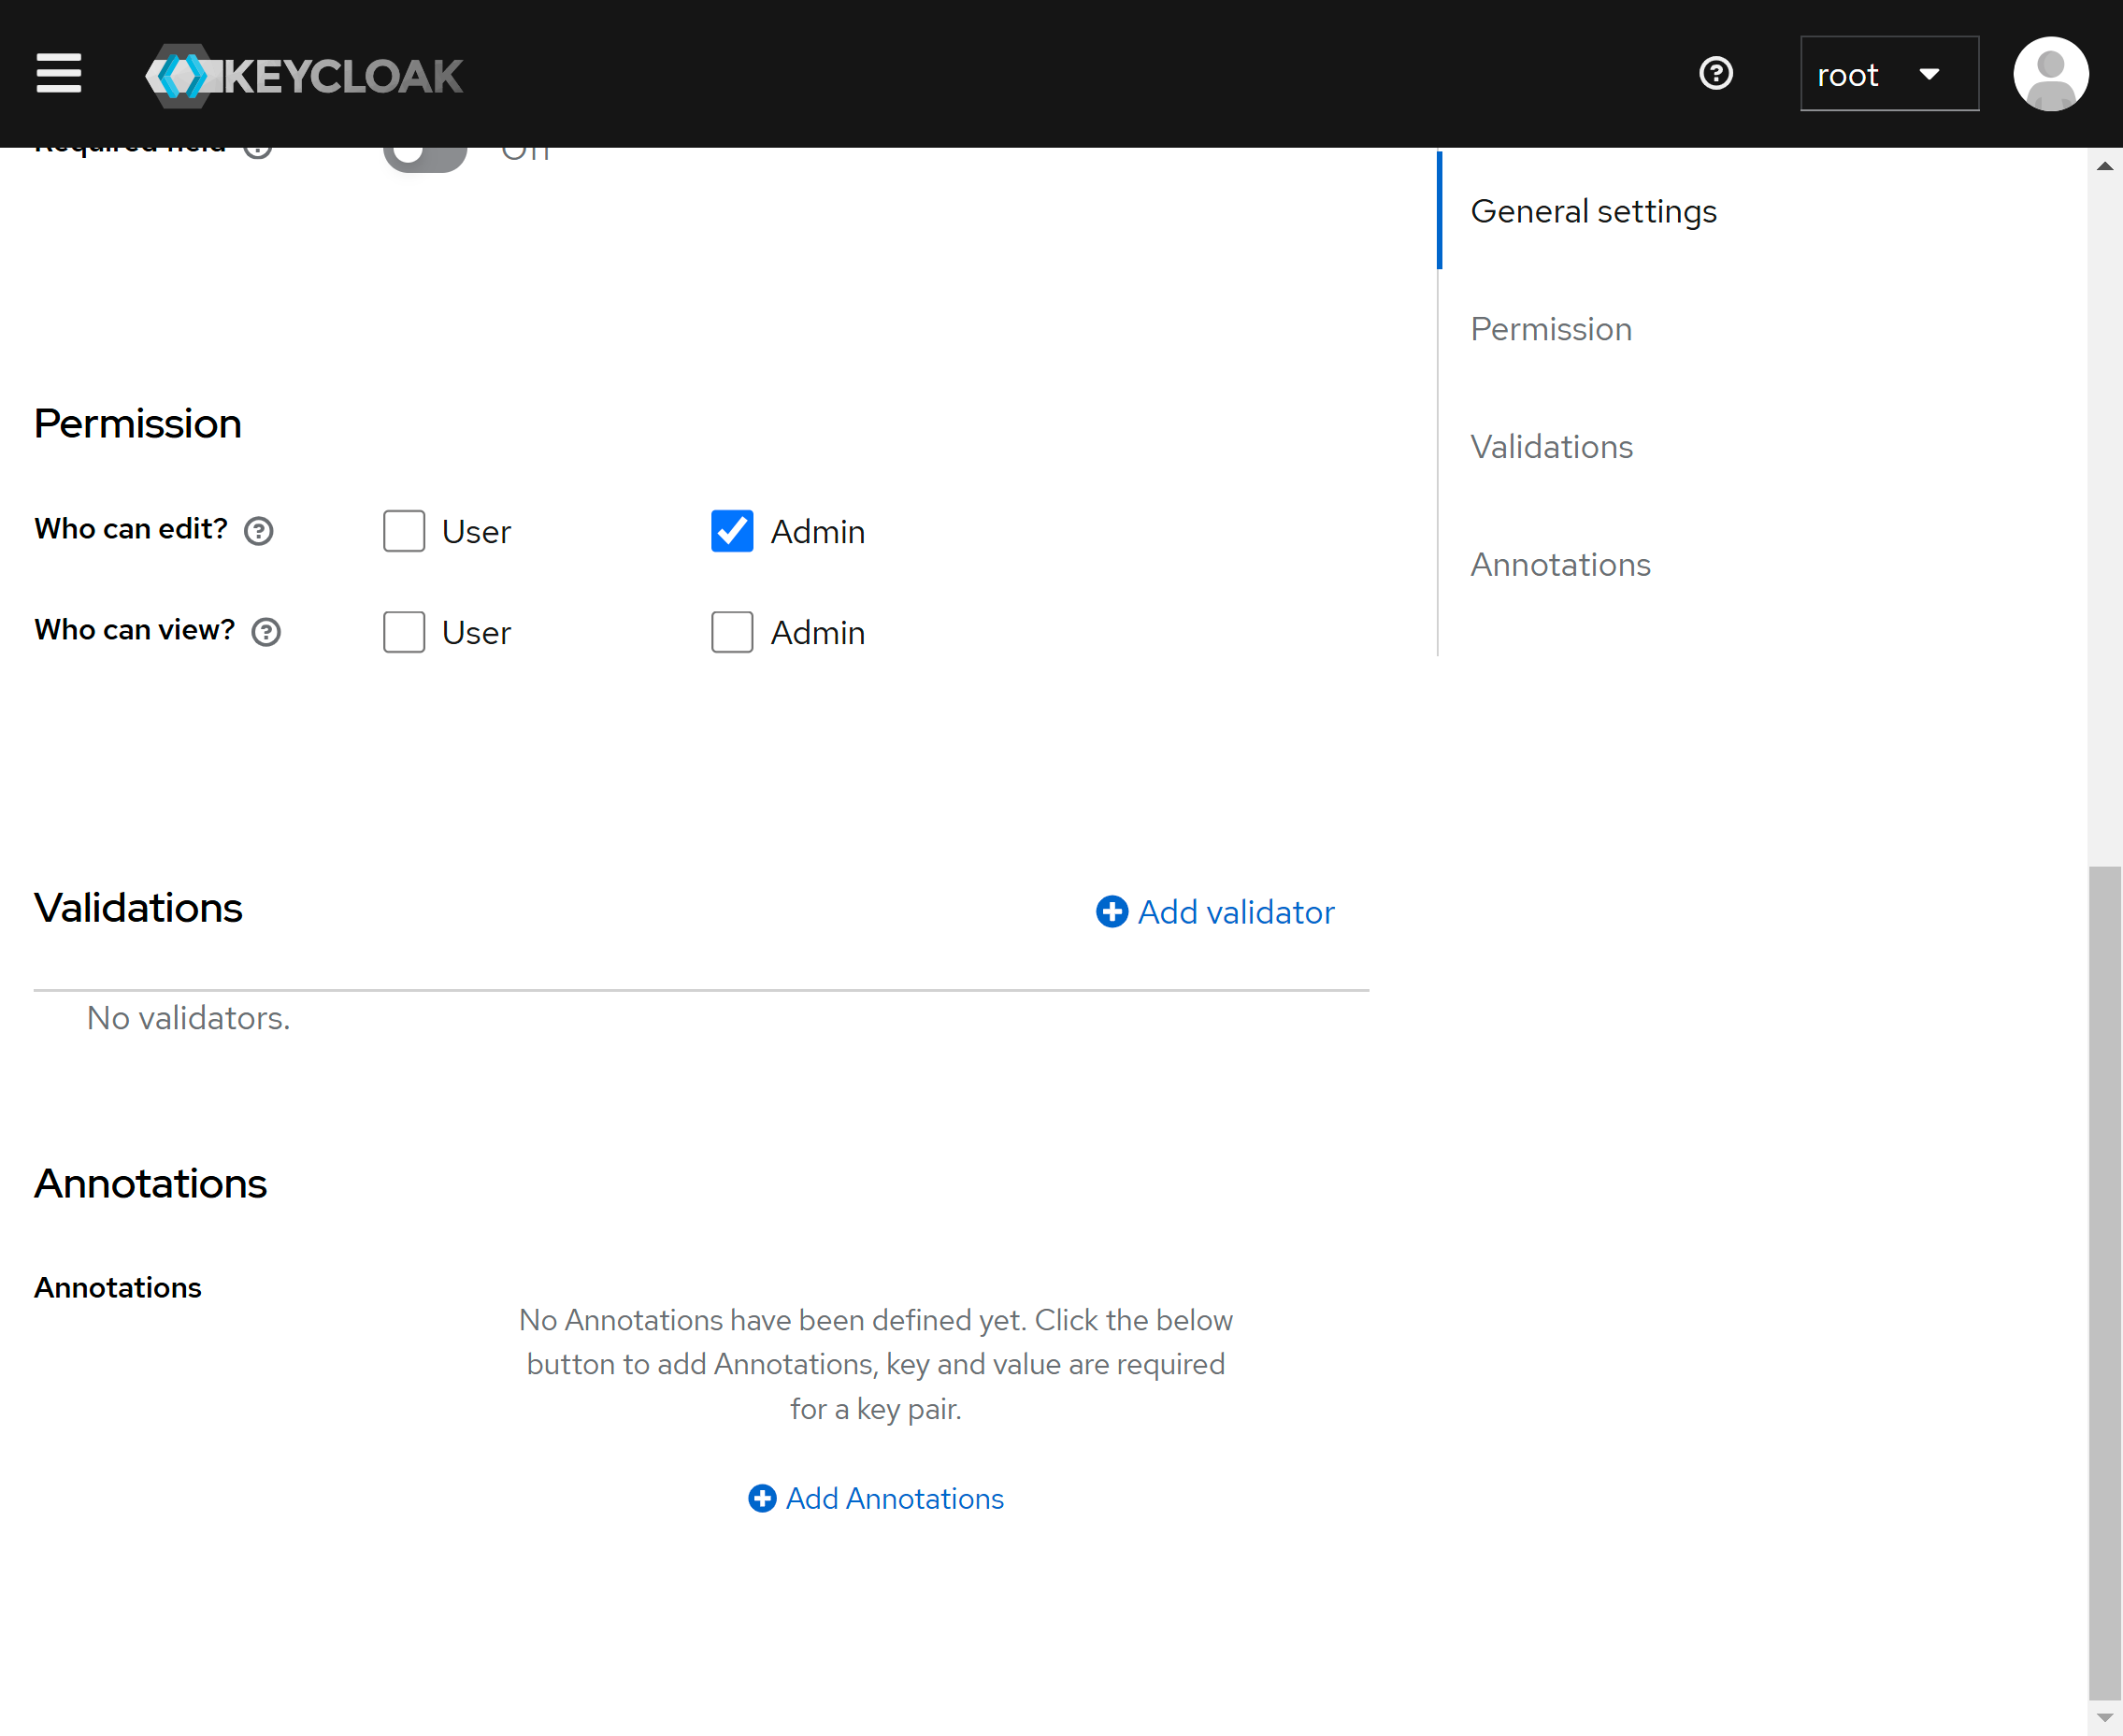 KEYCLOAK
root
Required field
Off
General settings
Permission
Validations
Annotations
Permission
Who can edit? User Admin
Who can view? User Admin
Validations
Add validator
No validators.
Annotations
Annotations
No Annotations have been defined yet. Click the below
button to add Annotations, key and value are required
for a key pair.
Add Annotations